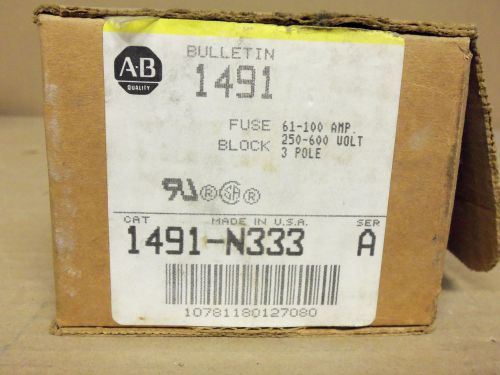 A-B
QUALITY
BULLETIN
1491
FUSE 61-100 AMP.
BLOCK 250-600 VOLT
3 POLE
CAT MADE IN U.S.A. SER
1491-N333 A
10781180127080